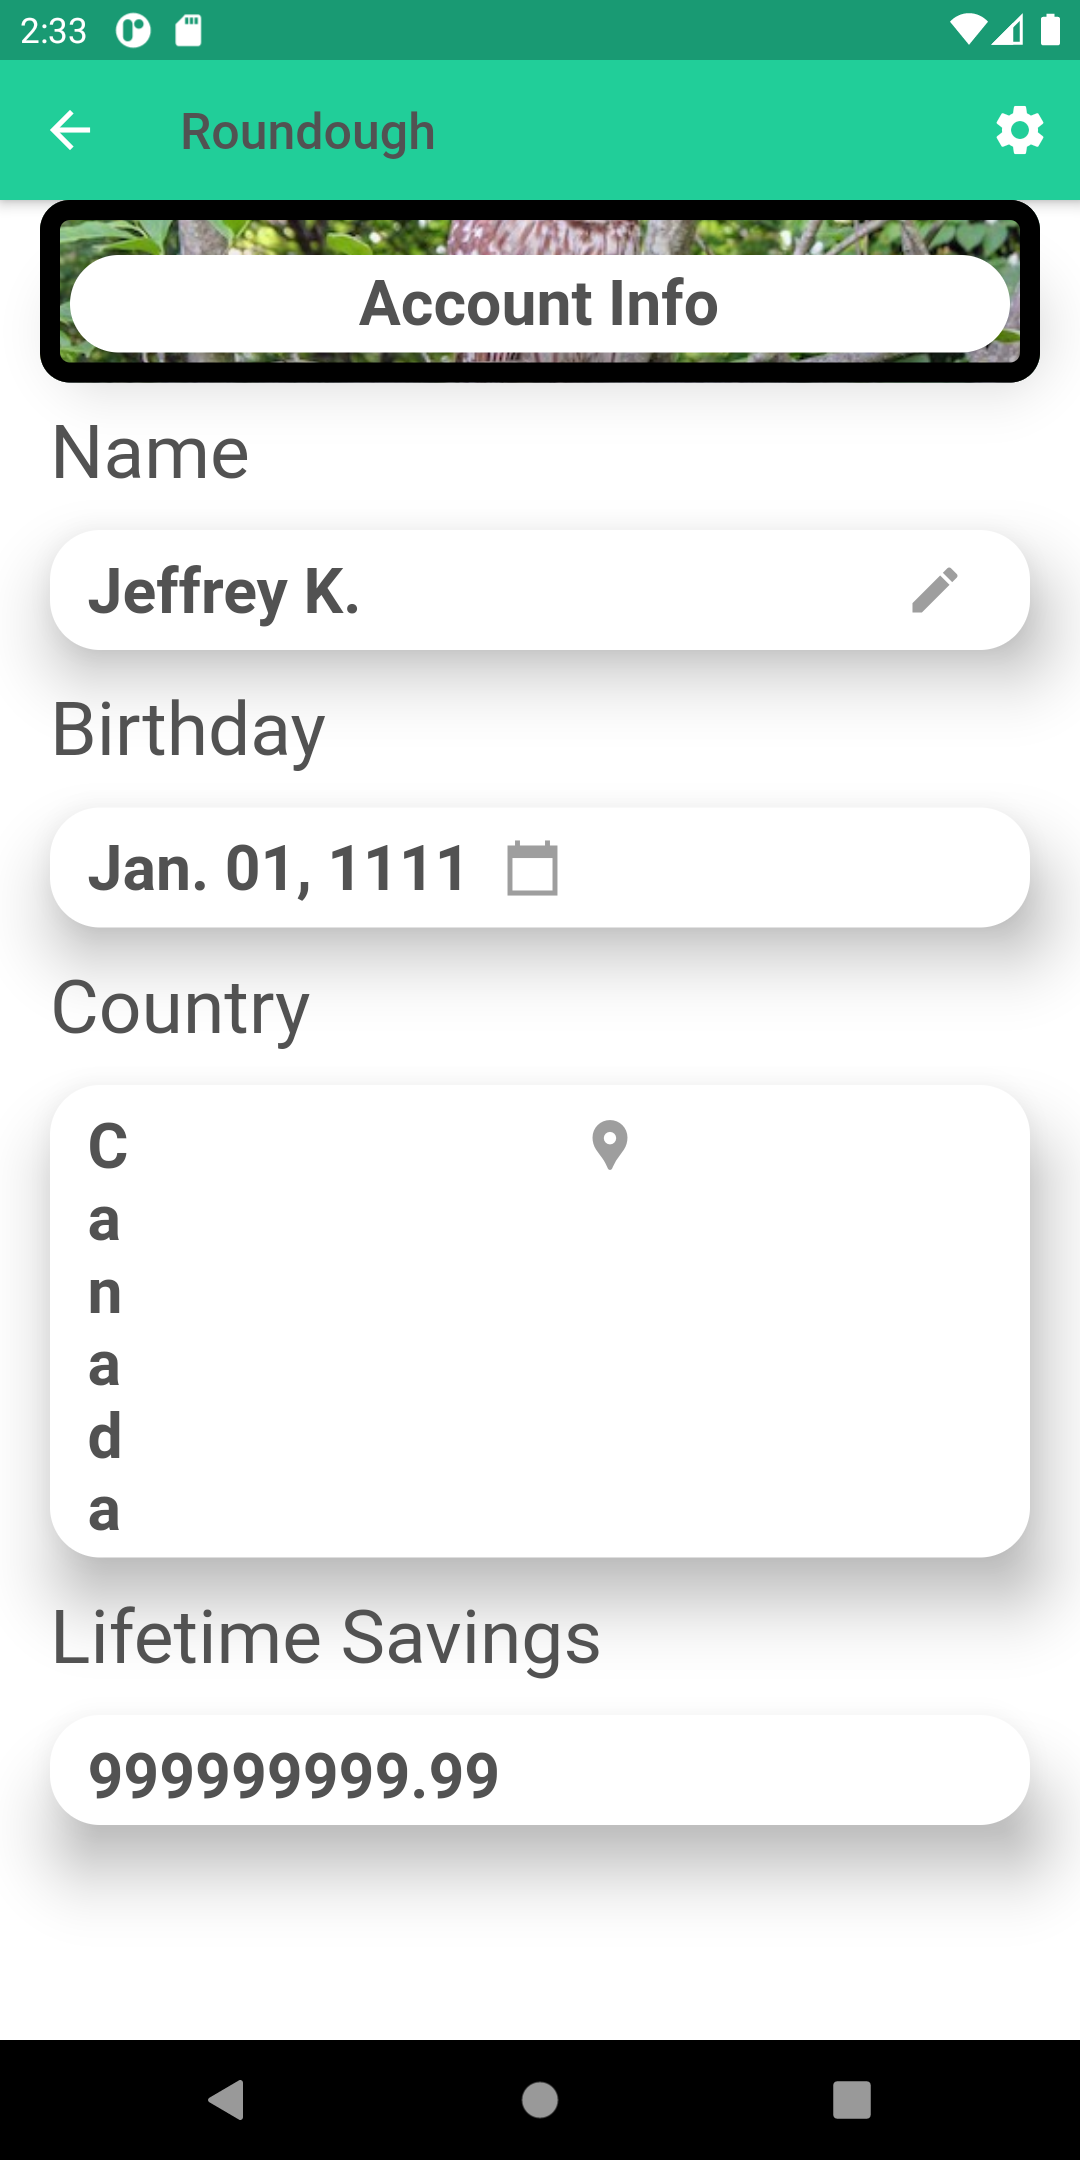 2:33
Roundough
Account Info
Name
Jeffrey K.
Birthday
Jan. 01, 1111
Country
C
a
n
a
d
a
Lifetime Savings
999999999.99